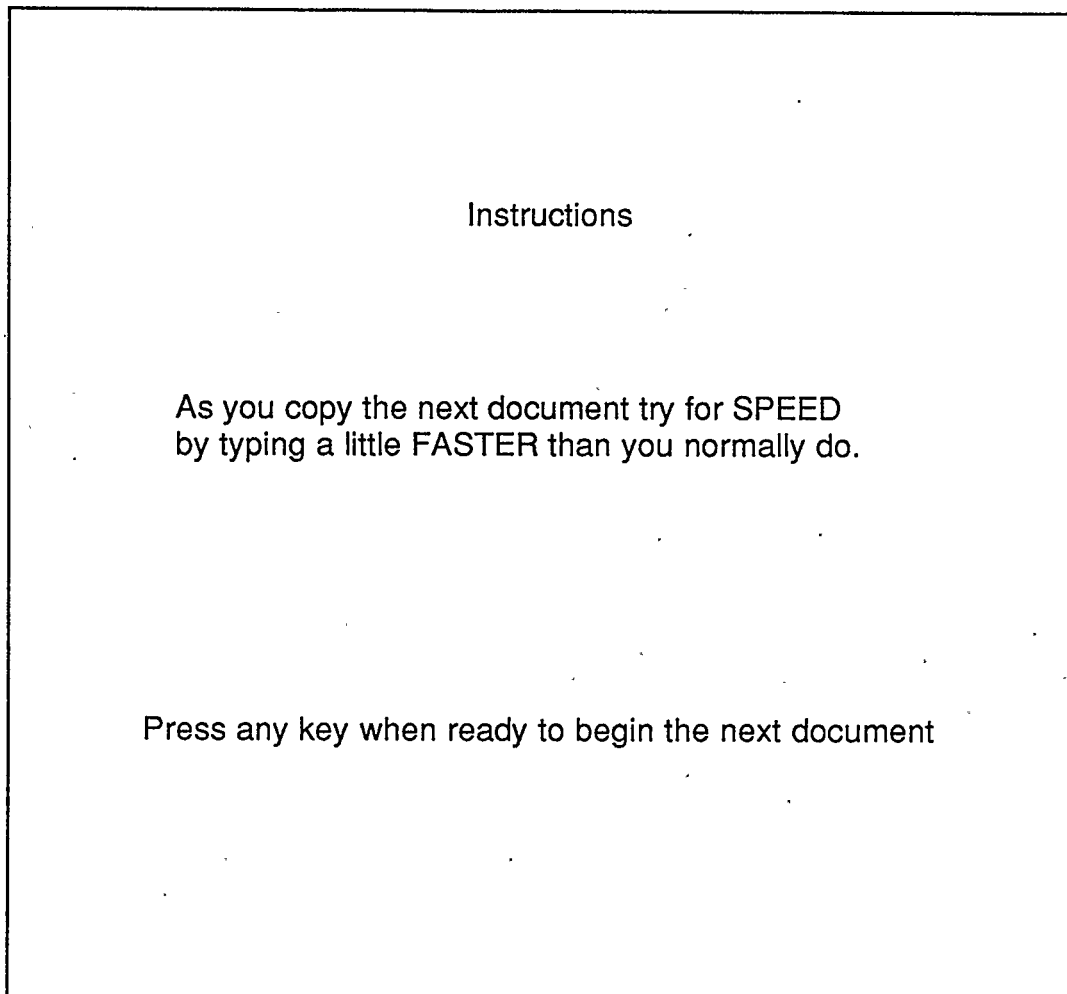 Instructions
As you copy the next document try for SPEED
by typing a little FASTER than you normally do.
Press any key when ready to begin the next document